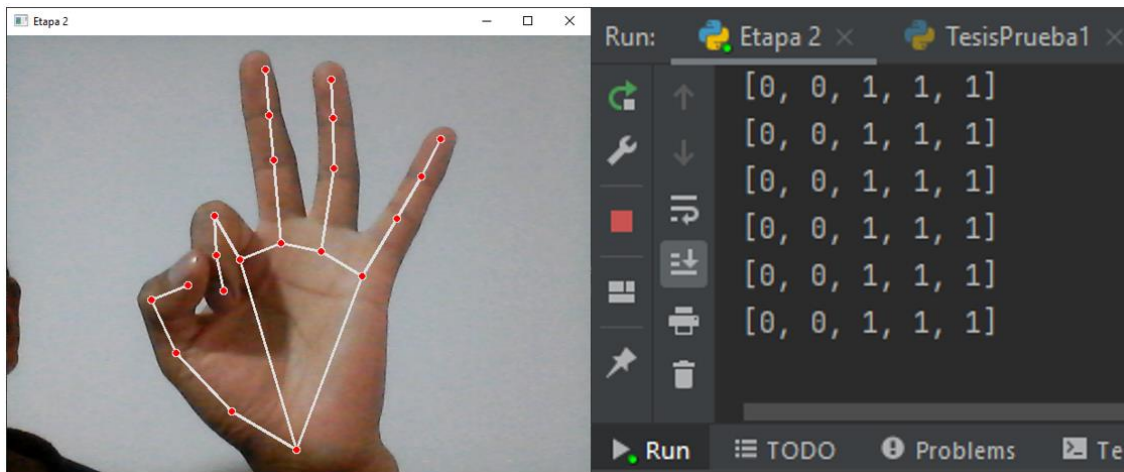 Etapa 2
Run: Etapa 2 TesisPrueba1
[0, 0, 1, 1, 1]
[0, 0, 1, 1, 1]
[0, 0, 1, 1, 1]
[0, 0, 1, 1, 1]
[0, 0, 1, 1, 1]
[0, 0, 1, 1, 1]
Run TODO Problems Te